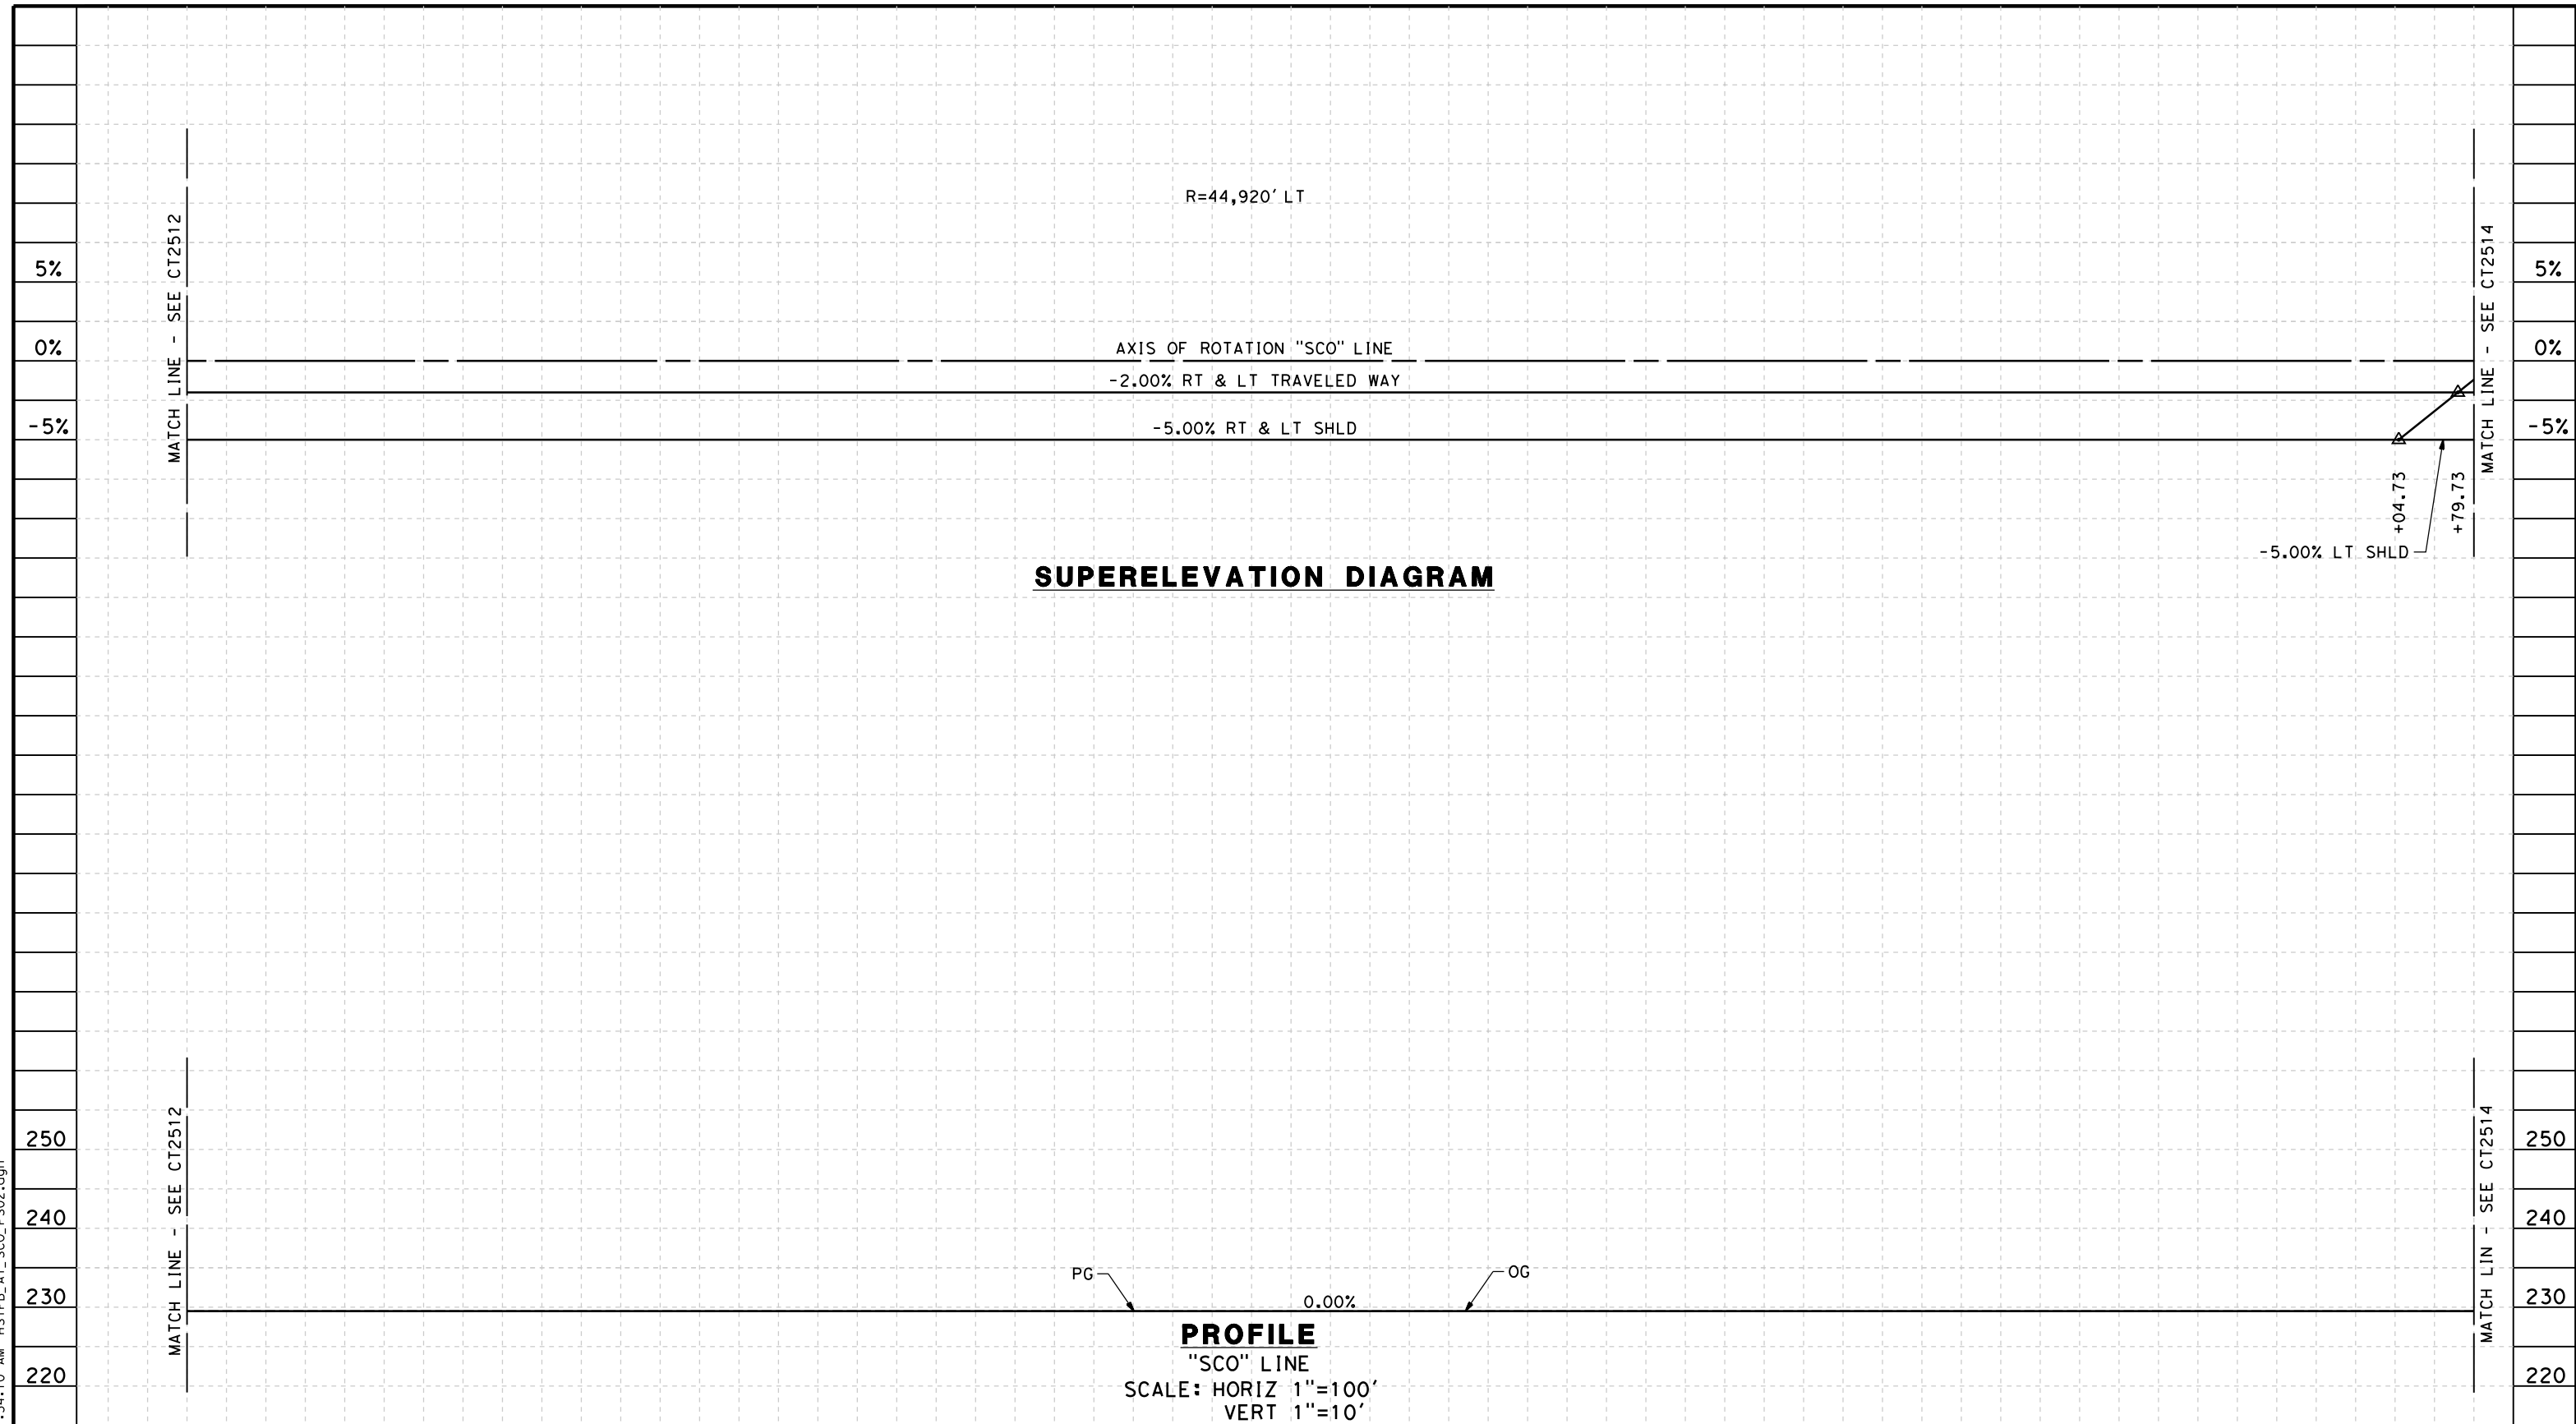 R=44,920' LT
MATCH LINE - SEE CT2512
MATCH LINE - SEE CT2514
5%
5%
0%
0%
AXIS OF ROTATION "SCO" LINE
-2.00% RT & LT TRAVELED WAY
-5%
-5%
-5.00% RT & LT SHLD
+04.73
+79.73
-5.00% LT SHLD
SUPERELEVATION DIAGRAM
MATCH LINE - SEE CT2512
MATCH LIN - SEE CT2514
250
250
240
240
230
230
PG
OG
0.00%
PROFILE
"SCO" LINE
220
220
SCALE: HORIZ 1"=100'
VERT 1"=10'